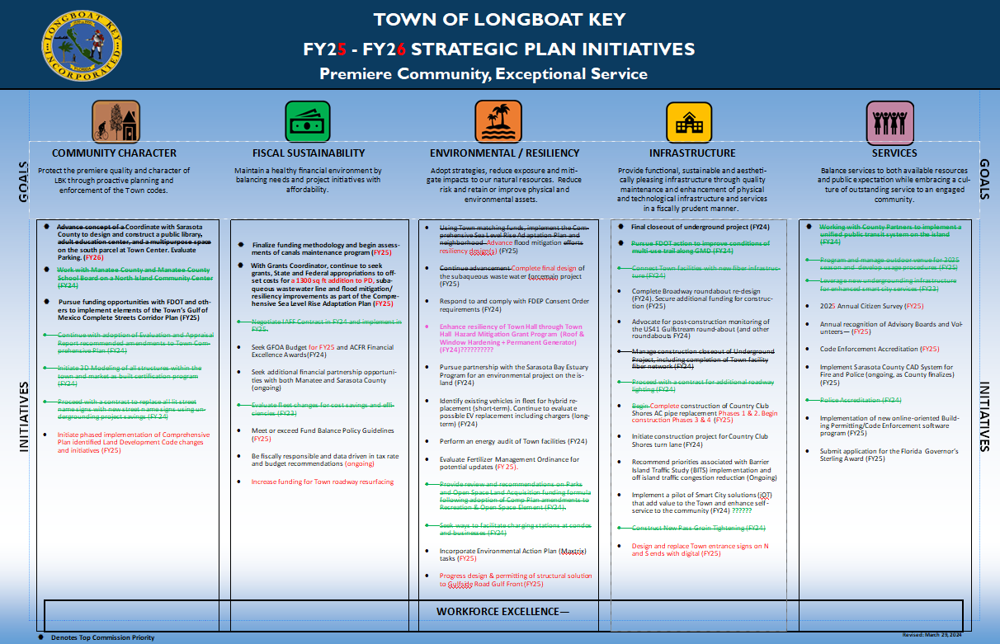 LONGBOAT KEY
FLORIDA
INCORPORATED
TOWN OF LONGBOAT KEY
FY25 - FY26 STRATEGIC PLAN INITIATIVES
Premiere Community, Exceptional Service
GOALS
INITIATIVES
COMMUNITY CHARACTER
Protect the premiere quality and character of
LBK through proactive planning and
enforcement of the Town codes.
Advance concept of a Coordinate with Sarasota
County to design and construct a public library,
adult education center, and a multipurpose space
on the south parcel at Town Center. Evaluate
Parking. (FY26)
Work with Manatee County and Manatee County
School Board on a North Island Community Center
(FY24)
Pursue funding opportunities with FDOT and oth-
ers to implement elements of the Town's Gulf of
Mexico Complete Streets Corridor Plan (FY25)
Continue with adoption of Evaluation and Appraisal
Report recommended amendments to Town Com-
prehensive Plan (FY24)
Initiate 3D Modeling of all structures within the
town and market as built certification program
(FY24)
Proceed with a contract to replace all lit street
name signs with new street name signs using un-
dergrounding project savings (FY24)
Initiate phased implementation of Comprehensive
Plan identified Land Development Code changes
and initiatives (FY25)
FISCAL SUSTAINABILITY
Maintain a healthy financial environment by
balancing needs and project initiatives with
affordability.
Finalize funding methodology and begin assess-
ments of canals maintenance program (FY25)
With Grants Coordinator, continue to seek
grants, State and Federal appropriations to off-
set costs for a 1300 sq ft addition to PD, suba-
queous wastewater line and flood mitigation/
resiliency improvements as part of the Compre-
hensive Sea Level Rise Adaptation Plan (FY25)
Negotiate IAFF Contract in FY24 and implement in
FY25.
Seek GFOA Budget for FY25 and ACFR Financial
Excellence Awards(FY24)
Seek additional financial partnership opportuni-
ties with both Manatee and Sarasota County
(ongoing)
Evaluate fleet changes for cost savings and effi-
ciencies (FY23)
Meet or exceed Fund Balance Policy Guidelines
(FY25)
Be fiscally responsible and data driven in tax rate
and budget recommendations (ongoing)
Increase funding for Town roadway resurfacing
ENVIRONMENTAL / RESILIENCY
Adopt strategies, reduce exposure and miti-
gate impacts to our natural resources. Reduce
risk and retain or improve physical and
environmental assets.
Using Town matching funds, implement the Com-
prehensive Sea Level Rise Adaptation Plan and
neighborhood Advance flood mitigation efforts
resiliency design(s) (FY25)
Continue advancement Complete final design of
the subaqueous waste water (forcemain) project
(FY25)
Respond to and comply with FDEP Consent Order
requirements (FY24)
Enhance resiliency of Town Hall through Town
Hall Hazard Mitigation Grant Program (Roof &
Window Hardening + Permanent Generator)
(FY24)??????????
Pursue partnership with the Sarasota Bay Estuary
Program for an environmental project on the is-
land (FY24)
Identify existing vehicles in fleet for hybrid re-
placement (short-term). Continue to evaluate
possible EV replacement including chargers (long-
term) (FY24)
Perform an energy audit of Town facilities (FY24)
Evaluate Fertilizer Management Ordinance for
potential updates (FY25).
Provide review and recommendations on Parks
and Open Space Land Acquisition funding formula
following adoption of Comp Plan amendments to
Recreation & Open Space Element (FY24).
Seek ways to facilitate charging stations at condos
and businesses (FY24)
Incorporate Environmental Action Plan (Maxtrix)
tasks (FY25)
Progress design & permitting of structural solution
to Gulfside Road Gulf Front (FY25)
INFRASTRUCTURE
Provide functional, sustainable and aestheti-
cally pleasing infrastructure through quality
maintenance and enhancement of physical
and technological infrastructure and services
in a fiscally prudent manner.
Final closeout of underground project (FY24)
Pursue FDOT action to improve conditions of
multi-use trail along GMD (FY24)
Connect Town facilities with new fiber infrastruc-
ture (FY24)
Complete Broadway roundabout re-design
(FY24). Secure additional funding for construc-
tion (FY25)
Advocate for post-construction monitoring of
the US41 Gulfstream round-about (and other
roundabouts FY24)
Manage construction closeout of Underground
Project, including completion of Town facility
fiber network (FY24)
Proceed with a contract for additional roadway
lighting (FY24)
Begin Complete construction of Country Club
Shores AC pipe replacement Phases 1 & 2. Begin
construction Phases 3 & 4 (FY25)
Initiate construction project for Country Club
Shores turn lane (FY24)
Recommend priorities associated with Barrier
Island Traffic Study (BITS) implementation and
off island traffic congestion reduction (Ongoing)
Implement a pilot of Smart City solutions (iOT)
that add value to the Town and enhance self-
service to the community (FY24) ??????
Construct New Pass Groin Tightening (FY24)
Design and replace Town entrance signs on N
and S ends with digital (FY25)
SERVICES
Balance services to both available resources
and public expectation while embracing a cul-
ture of outstanding service to an engaged
community.
Working with County Partners to implement a
unified public transit system on the island
(FY24)
Program and manage outdoor venue for 2025
season and develop usage procedures (FY25)
Leverage new undergrounding infrastructure
for enhanced smart city services (FY23)
2025 Annual Citizen Survey (FY25)
Annual recognition of Advisory Boards and Vol-
unteers— (FY25)
Code Enforcement Accreditation (FY25)
Implement Sarasota County CAD System for
Fire and Police (ongoing, as County finalizes)
(FY25)
Police Accreditation (FY24)
Implementation of new online-oriented Build-
ing Permitting/Code Enforcement software
program (FY25)
Submit application for the Florida Governor's
Sterling Award (FY25)
GOALS
INITIATIVES
WORKFORCE EXCELLENCE—
Denotes Top Commission Priority
Revised: March 29, 2024